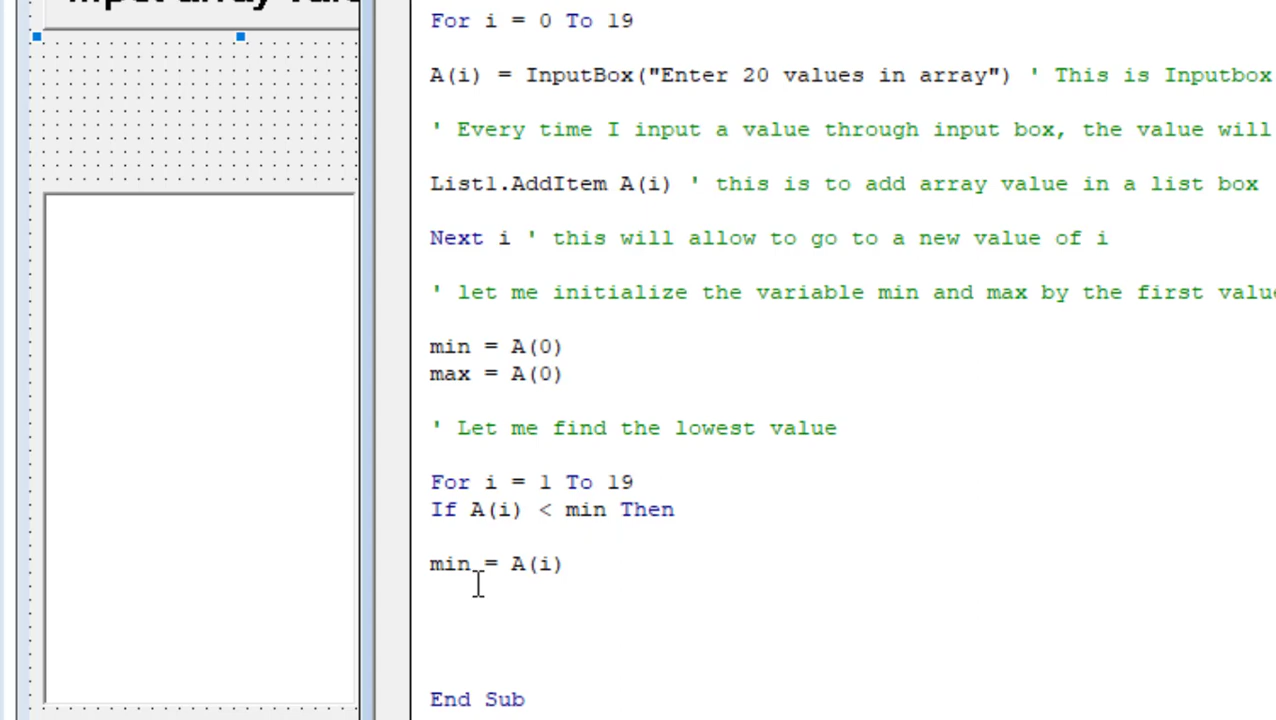 For i = 0 To 19
A(i) = InputBox("Enter 20 values in array") ' This is Inputbox
' Every time I input a value through input box, the value will
List1.AddItem A(i) ' this is to add array value in a list box
Next i ' this will allow to go to a new value of i
' let me initialize the variable min and max by the first
min = A(0)
max = A(0)
' Let me find the lowest value
For i = 1 To 19
If A(i) < min Then
min = A(i)
End Sub